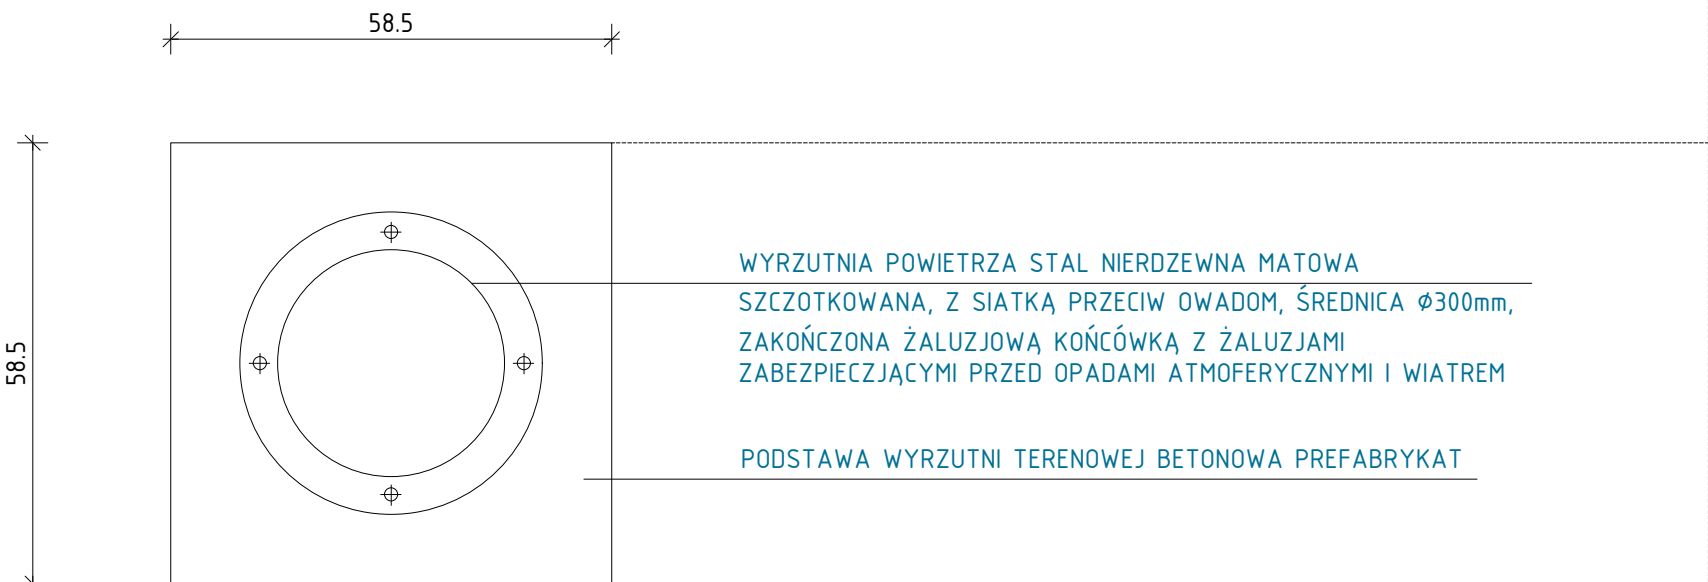 58.5
58.5
WYRZUTNIA POWIETRZA STAL NIERDZEWNA MATOWA
SZCZOTKOWANA, Z SIATKĄ PRZECIW OWADOM, ŚREDNICA Ø300mm,
ZAKOŃCZONA ŻALUZJOWĄ KOŃCÓWKĄ Z ŻALUZJAMI
ZABEZPIECZJĄCYMI PRZED OPADAMI ATMOFERYCZNYMI I WIATREM
PODSTAWA WYRZUTNI TERENOWEJ BETONOWA PREFABRYKAT